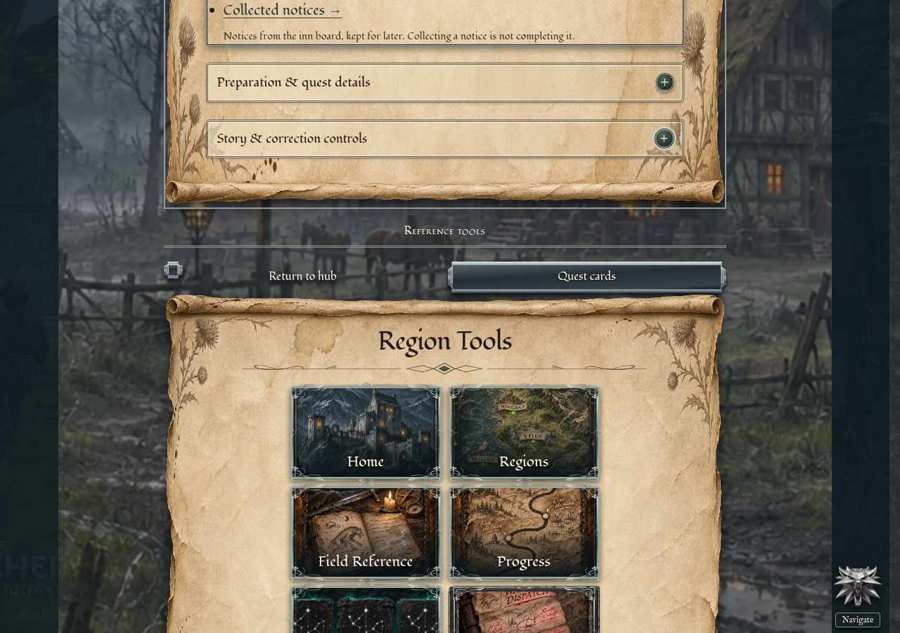 Collected notices →
Notices from the inn board, kept for later. Collecting a notice is not completing it.
Preparation & quest details
Story & correction controls
Reference tools
Return to hub
Quest cards
Region Tools
Home
Regions
Field Reference
Progress
DISPATCH
Navigate